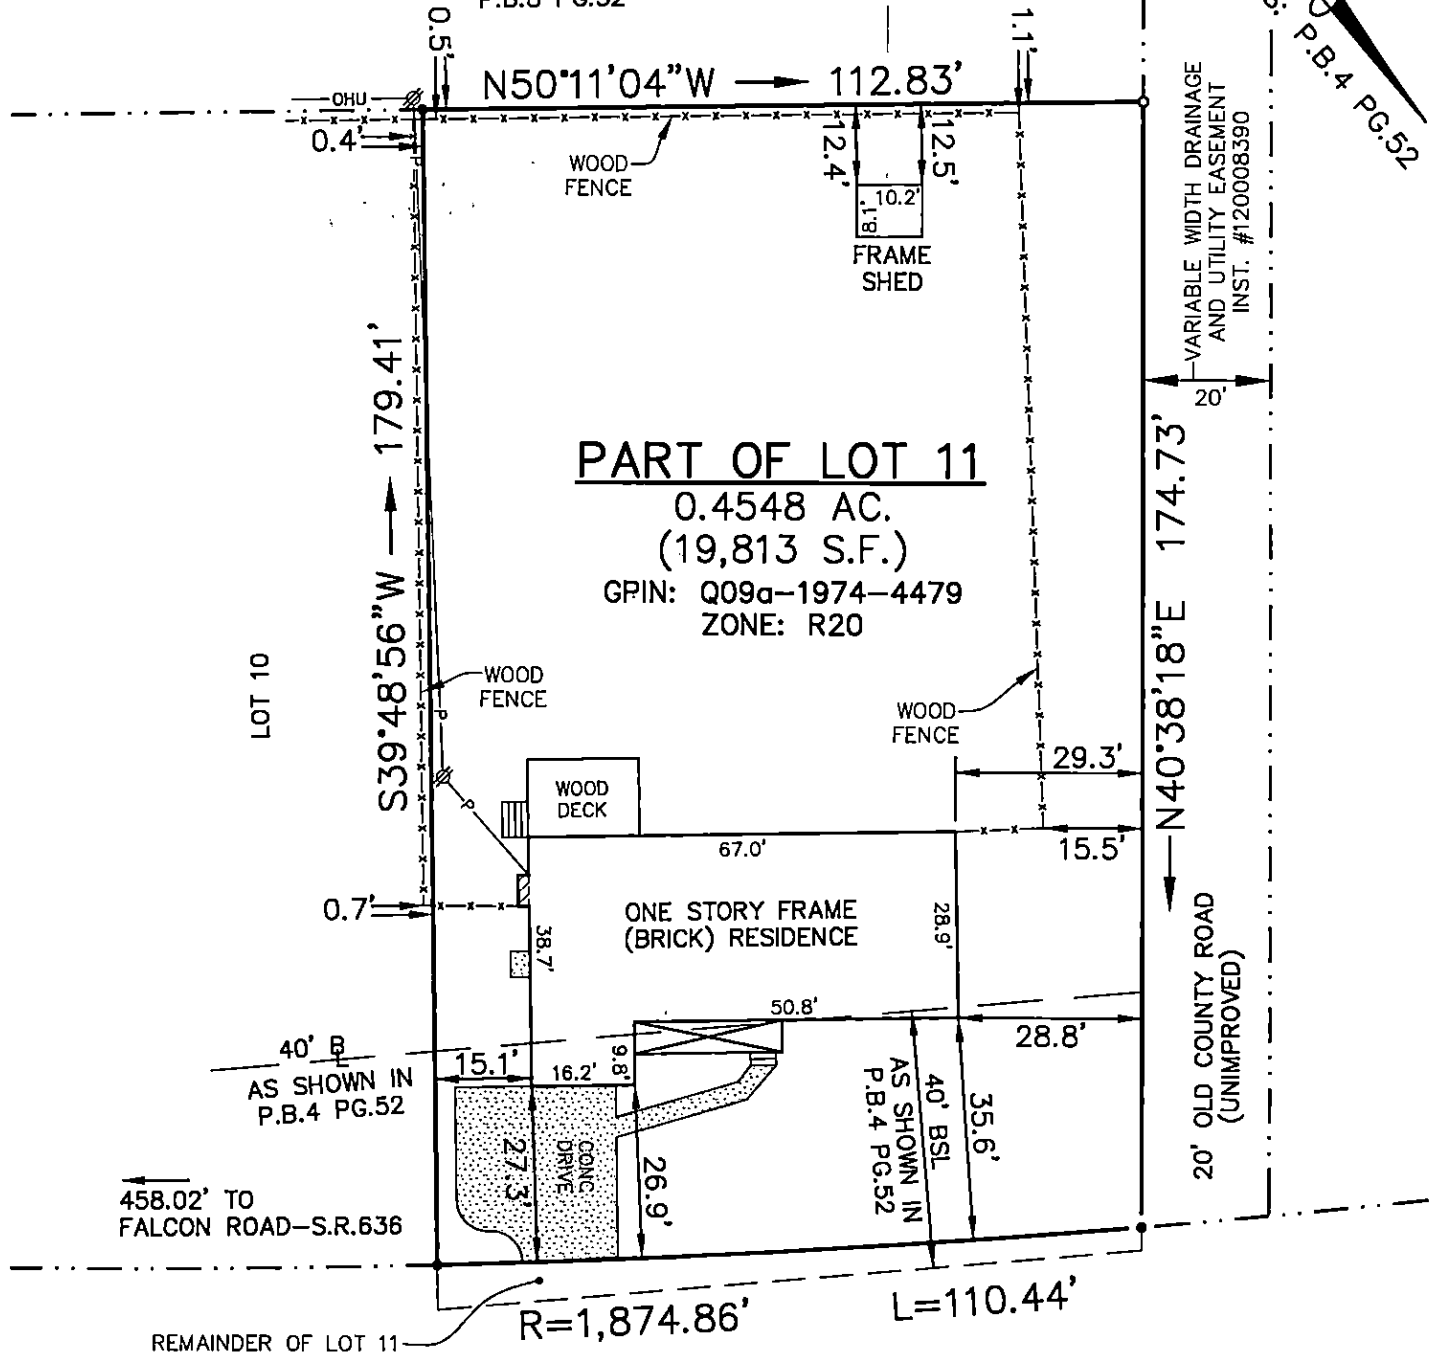 0.5'
1.1'
P.B.4 PG.52
N50°11'04"W 112.83'
OHU
0.4'
WOOD
FENCE
12.4'
12.5'
10.2'
8.1'
FRAME
SHED
VARIABLE WIDTH DRAINAGE
AND UTILITY EASEMENT
INST. #120008390
20'
S39°48'56"W 179.41'
PART OF LOT 11
0.4548 AC.
(19,813 S.F.)
GPIN: Q09a-1974-4479
ZONE: R20
N40°38'18"E 174.73'
LOT 10
WOOD
FENCE
P
P
P
WOOD
FENCE
29.3'
WOOD
DECK
67.0'
15.5'
0.7'
ONE STORY FRAME
(BRICK) RESIDENCE
38.7'
28.9'
50.8'
28.8'
20' OLD COUNTY ROAD
(UNIMPROVED)
40' BL
AS SHOWN IN
P.B.4 PG.52
15.1'
16.2'
9.8'
40' BSL
AS SHOWN IN
P.B.4 PG.52
35.6'
CONC
DRIVE
27.3'
26.9'
458.02' TO
FALCON ROAD-S.R.636
R=1,874.86'
L=110.44'
REMAINDER OF LOT 11